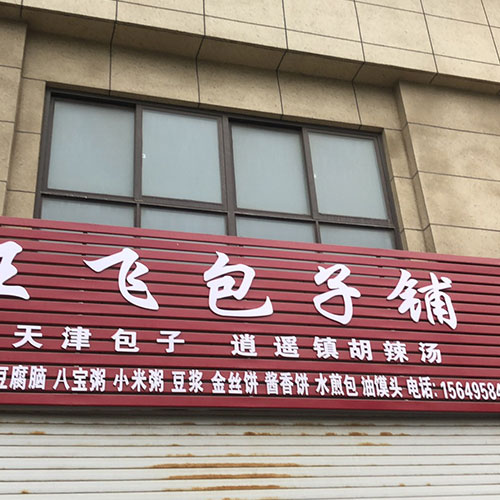 飞包子铺
天津包子 逍遥镇胡辣汤
豆腐脑 八宝粥 小米粥 豆浆 金丝饼 酱香饼 水煎包 油馍头 电话: 15649584